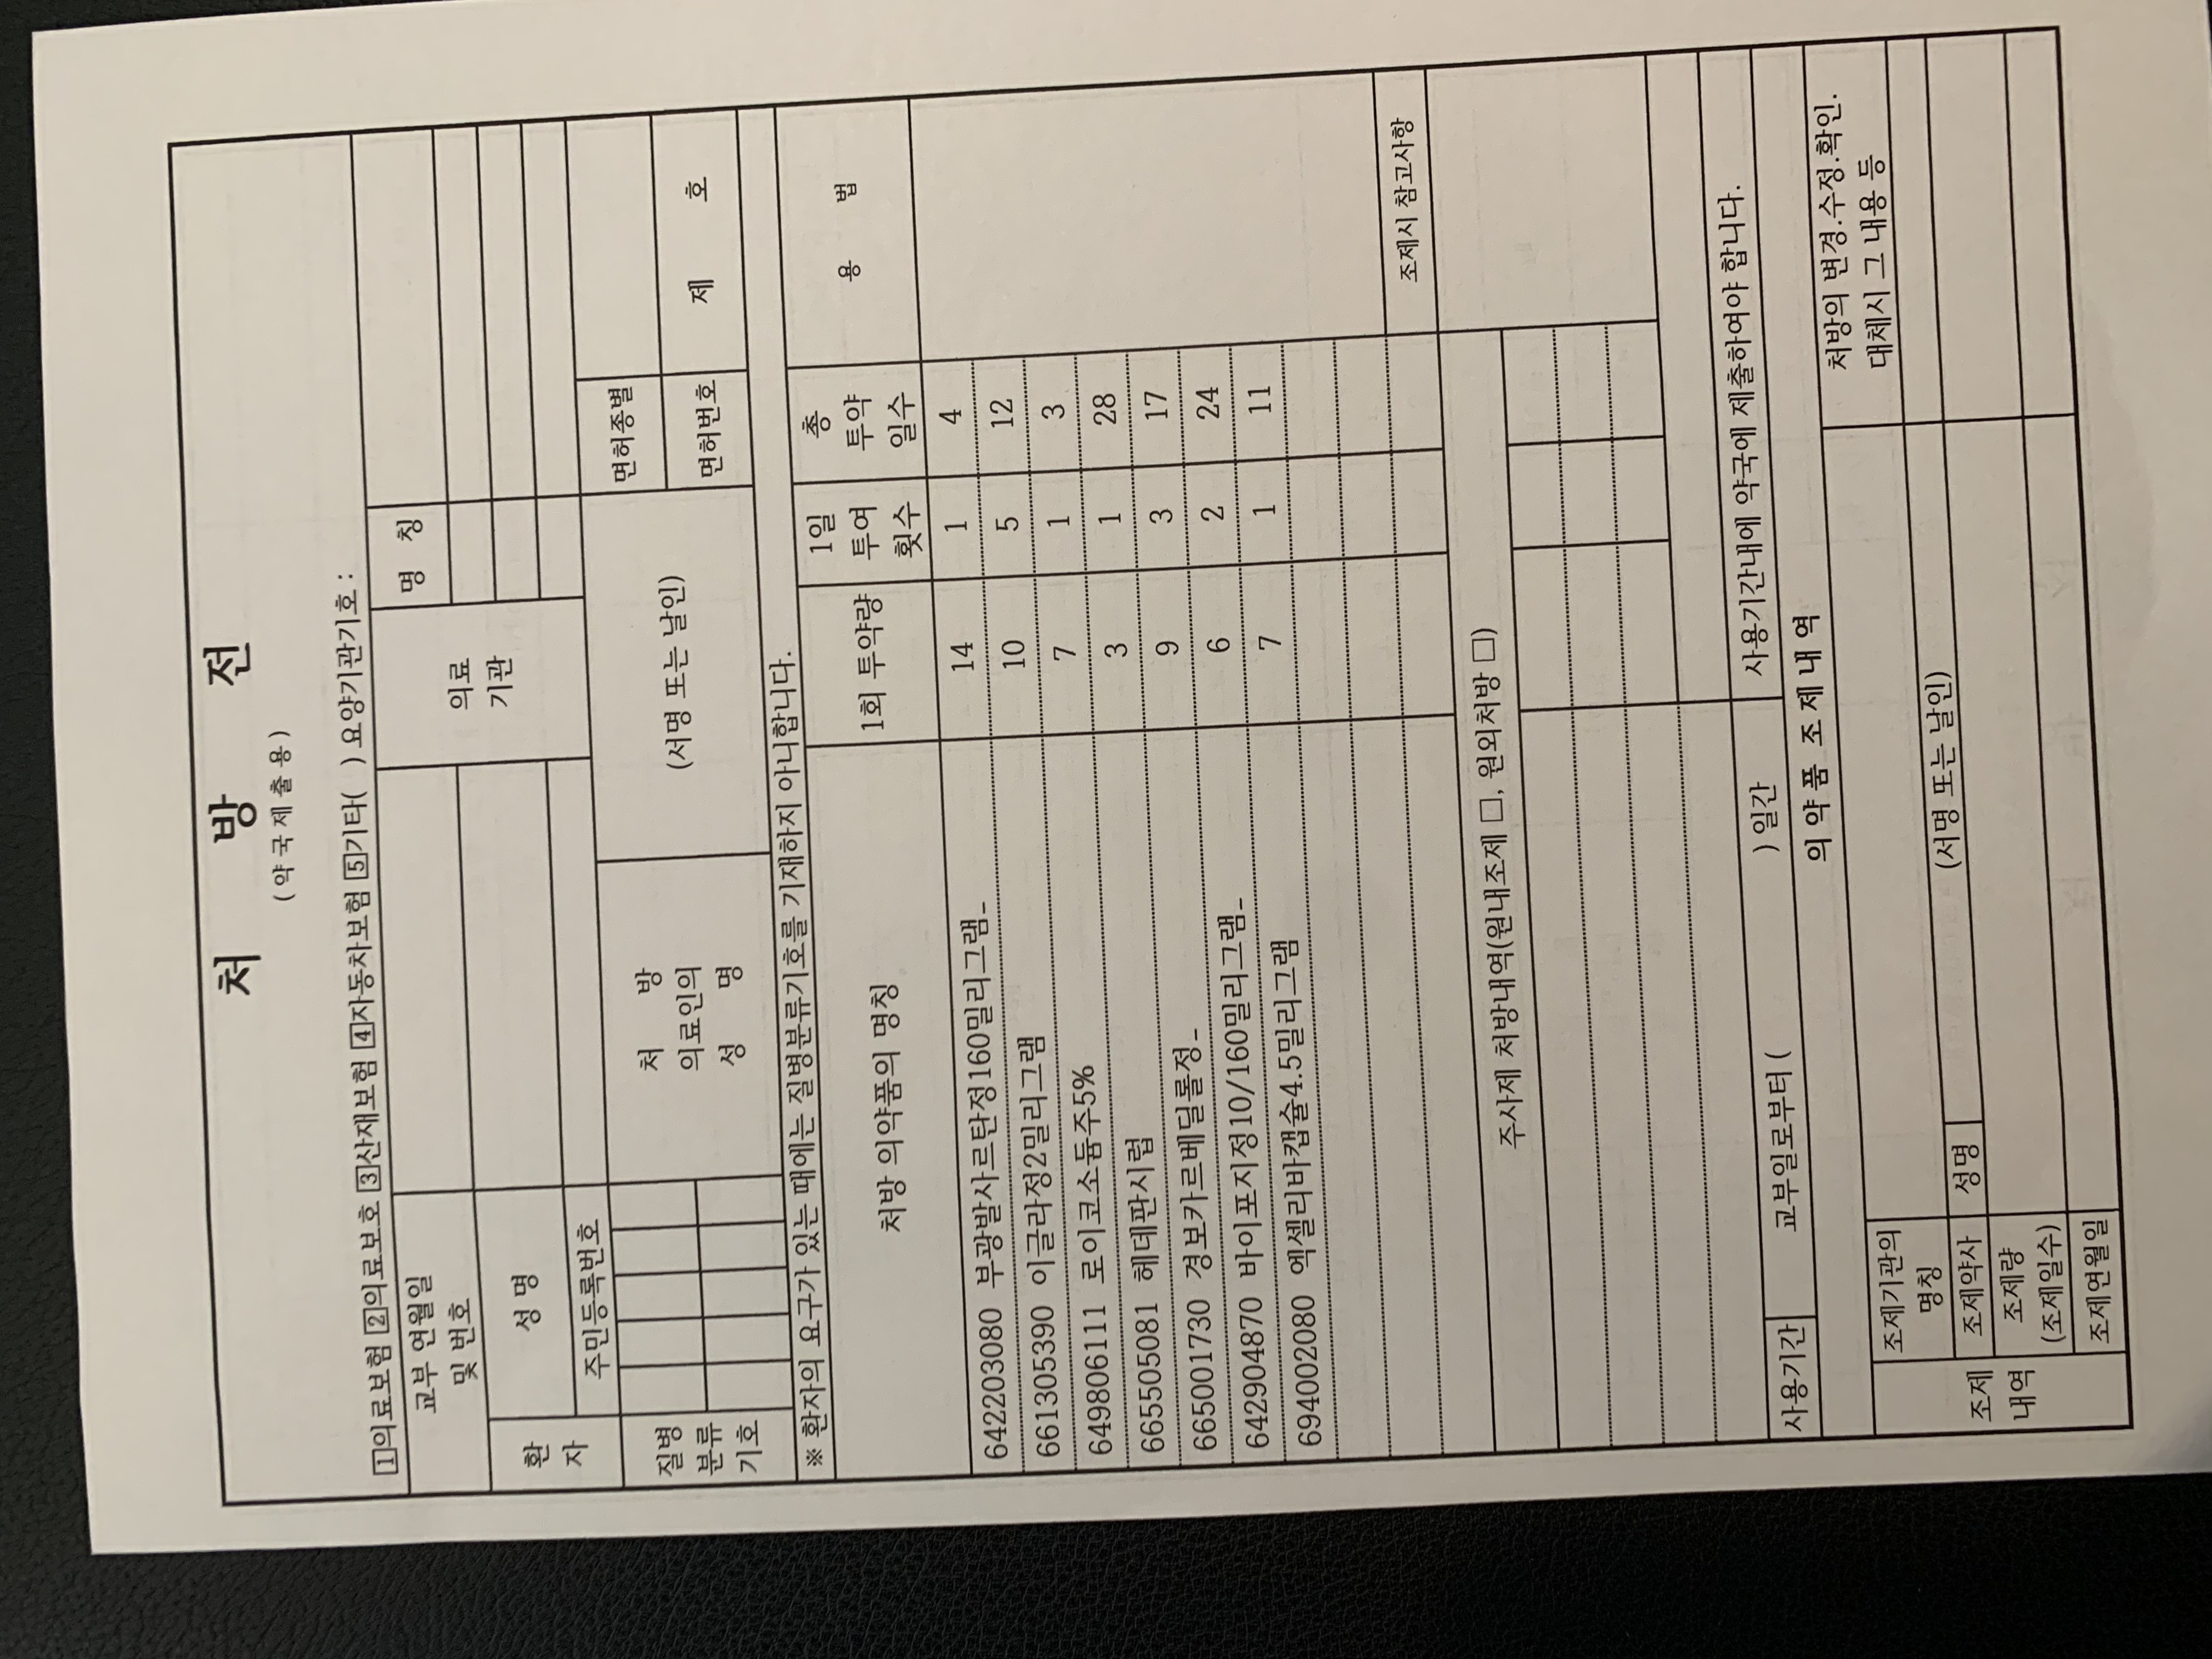 처 방 전
(약국제출용)
1의료보험 2의료보호 3산재보험 4자동차보험 5기타( ) 요양기관기호 :
교부 연월일
및 번호
의료
기관
명 칭
환
자
성 명
주민등록번호
질병
분류
기호
처 방
의료인의
성 명
(서명 또는 날인)
면허종별
면허번호
제 호
※ 환자의 요구가 있는 때에는 질병분류기호를 기재하지 아니합니다.
처방 의약품의 명칭
1회 투약량
1일
투여
횟수
총
투약
일수
용 법
642203080 부광발사르탄정160밀리그램_ 14 1 4
661305390 이글라정2밀리그램 10 5 12
649806111 로이코소듐주5% 7 1 3
665505081 헤데판시럽 3 1 28
665001730 경보카르베딜롤정_ 9 3 17
642904870 바이포지정10/160밀리그램_ 6 2 24
694002080 엑셀리바캡슐4.5밀리그램 7 1 11
조제시 참고사항
주사제 처방내역(원내조제 □, 원외처방 □)
사용기간
교부일로부터 ( ) 일간
사용기간내에 약국에 제출하여야 합니다.
의약품 조제내역
조제
내역
조제기관의
명칭
처방의 변경.수정.확인.
대체시 그 내용 등
조제약사
성명
(서명 또는 날인)
조제량
(조제일수)
조제연월일